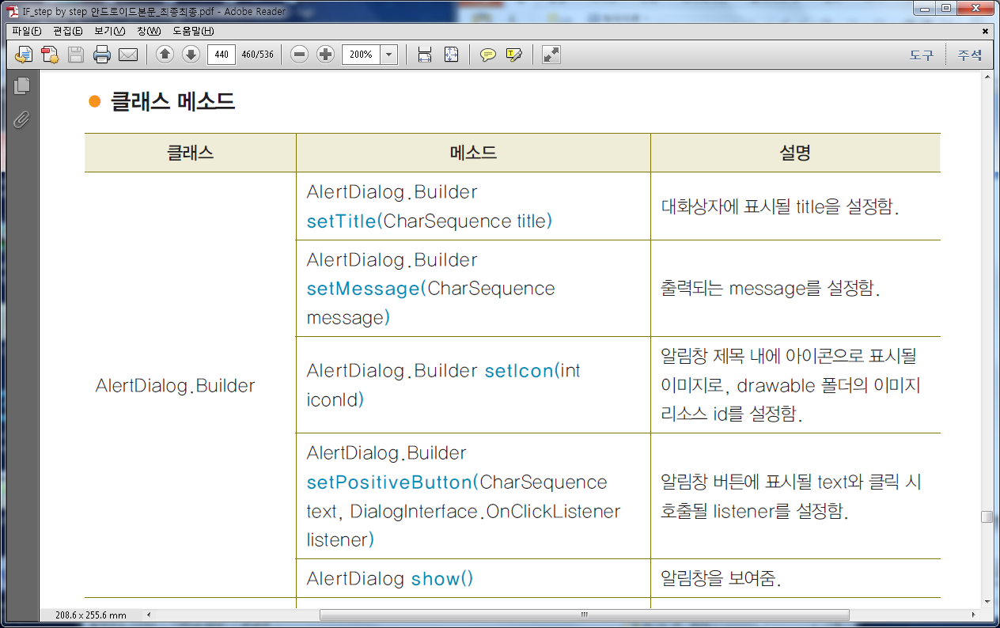 IF_step by step 안드로이드본문_최종최종.pdf - Adobe Reader
파일(F) 편집(E) 보기(V) 창(W) 도움말(H)
440 460/536 200% 도구 주석
클래스 메소드
클래스 메소드 설명
AlertDialog.Builder
AlertDialog.Builder
setTitle(CharSequence title)
대화상자에 표시될 title을 설정함.
AlertDialog.Builder
setMessage(CharSequence
message)
출력되는 message를 설정함.
AlertDialog.Builder setIcon(int
iconId)
알림창 제목 내에 아이콘으로 표시될
이미지로, drawable 폴더의 이미지
리소스 id를 설정함.
AlertDialog.Builder
setPositiveButton(CharSequence
text, DialogInterface.OnClickListener
listener)
알림창 버튼에 표시될 text와 클릭 시
호출될 listener를 설정함.
AlertDialog show()
알림창을 보여줌.
208.6 x 255.6 mm